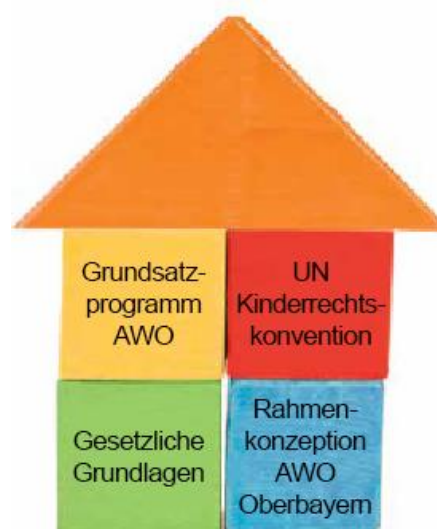 Grundsatz-
programm
AWO
UN
Kinderrechts-
konvention
Gesetzliche
Grundlagen
Rahmen-
konzeption
AWO
Oberbayern